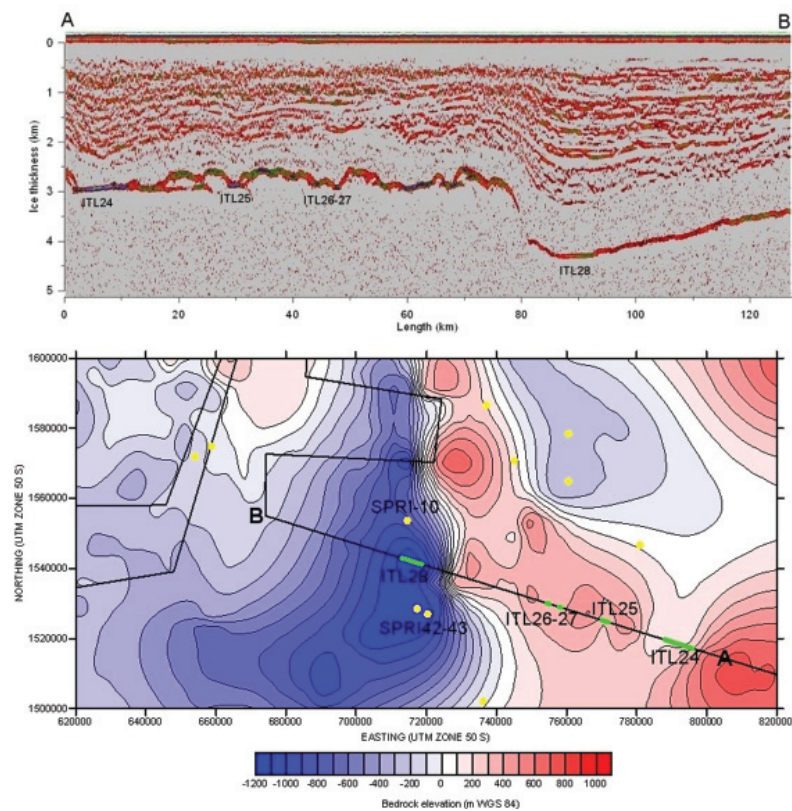 A B
0
1
2
3
4
5
Ice thickness (km)
ITL24 ITL25 ITL26-27
ITL28
0 20 40 60 80 100 120
Length (km)
1600000
1580000
1560000
1540000
1520000
1500000
NORTHING (UTM ZONE 50 S)
SPRI-10
B
ITL28
SPRI42-43
ITL26-27
ITL25
ITL24 A
620000 640000 660000 680000 700000 720000 740000 760000 780000 800000 820000
EASTING (UTM ZONE 50 S)
-1200 -1000 -800 -600 -400 -200 0 200 400 600 800 1000
Bedrock elevation (m WGS 84)